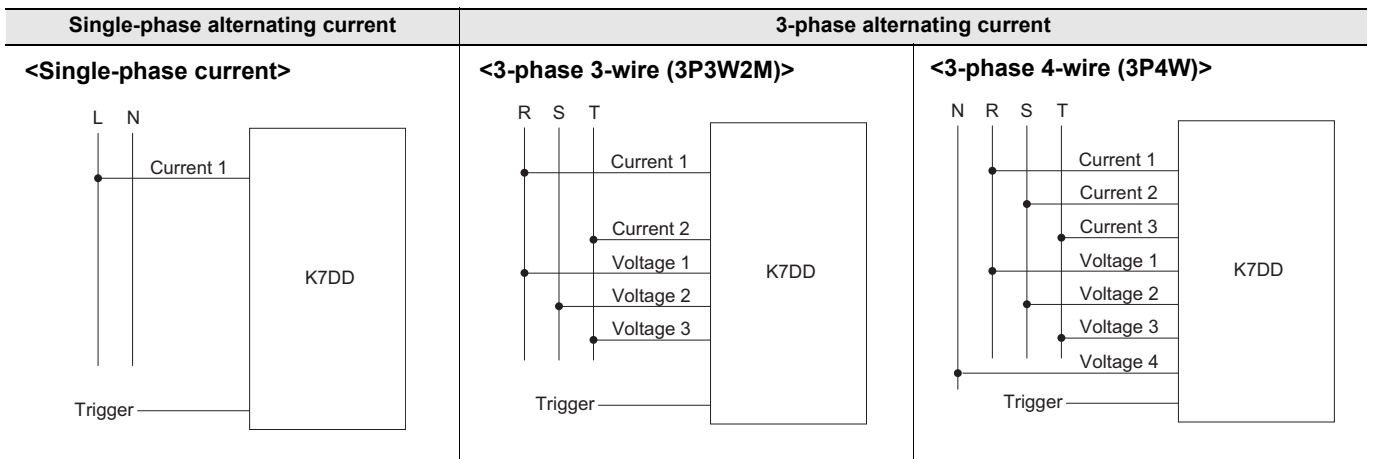 Single-phase alternating current
3-phase alternating current
<Single-phase current>
L N
Current 1
K7DD
Trigger
<3-phase 3-wire (3P3W2M)>
R S T
Current 1
Current 2
Voltage 1
Voltage 2
Voltage 3
K7DD
Trigger
<3-phase 4-wire (3P4W)>
N R S T
Current 1
Current 2
Current 3
Voltage 1
Voltage 2
Voltage 3
Voltage 4
K7DD
Trigger